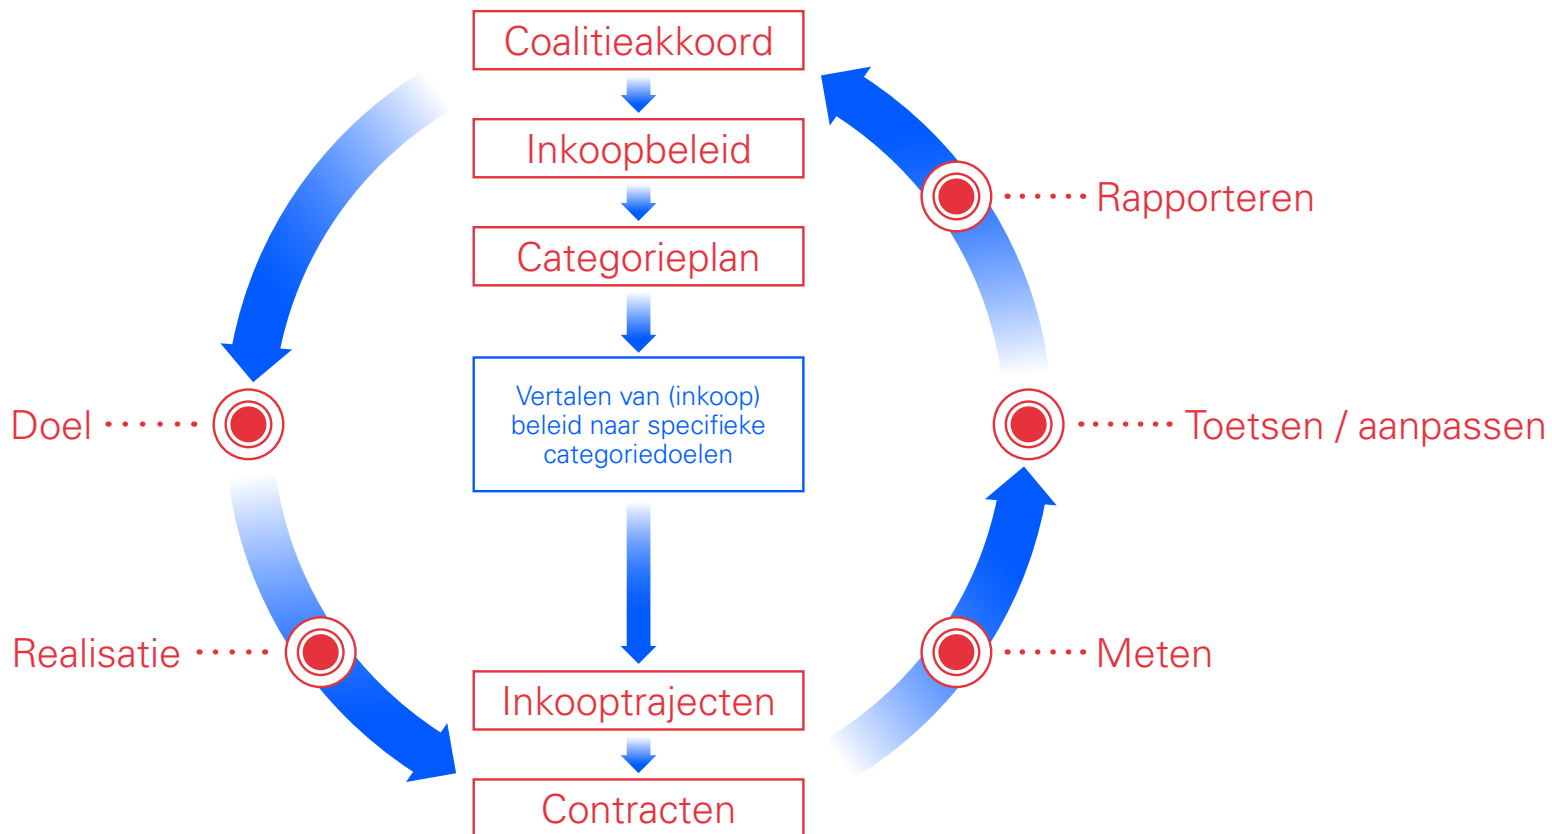 Coalitieakkoord
Inkoopbeleid
Rapporteren
Categorieplan
Vertalen van (inkoop)
beleid naar specifieke
categoriedoelen
Doel
Toetsen / aanpassen
Realisatie
Meten
Inkooptrajecten
Contracten